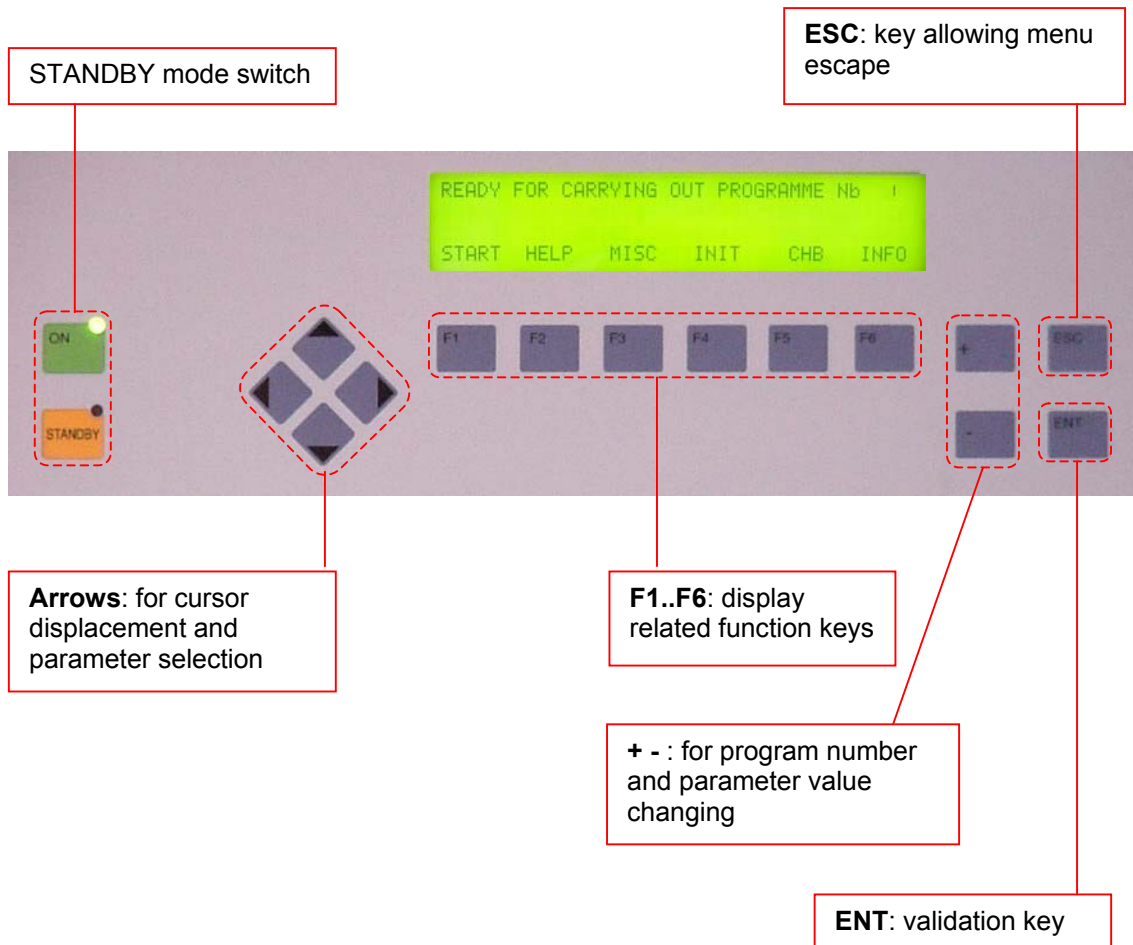 ESC: key allowing menu
escape
STANDBY mode switch
READY FOR CARRYING OUT PROGRAMME Nb 1
START HELP MISC INIT CHB INFO
ON
F1 F2 F3 F4 F5 F6
+
ESC
STANDBY
-
ENT
Arrows: for cursor
displacement and
parameter selection
F1..F6: display
related function keys
+ - : for program number
and parameter value
changing
ENT: validation key